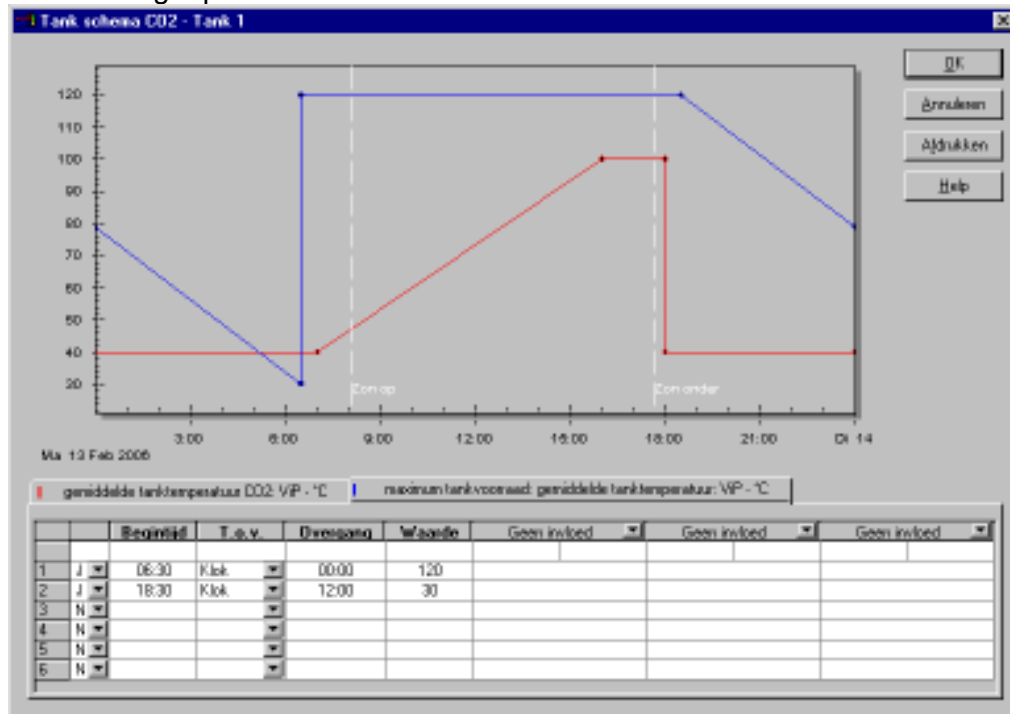 Tank schema CO2 - Tank 1
OK
120
Annuleren
110
Afdrukken
100
90
Help
80
70
60
50
40
30
Zon op
Zon onder
3:00 6:00 9:00 12:00 15:00 18:00 21:00 Di 14
Ma 13 Feb 2006
gemiddelde tanktemperatuur CO2: ViP - °C
maximum tankvoorraad: gemiddelde tanktemperatuur: ViP - °C
Begintijd T.o.v. Overgang Waarde Geen invloed Geen invloed Geen invloed
1 J 06:30 Klok 00:00 120
2 J 18:30 Klok 12:00 30
3 N
4 N
5 N
6 N